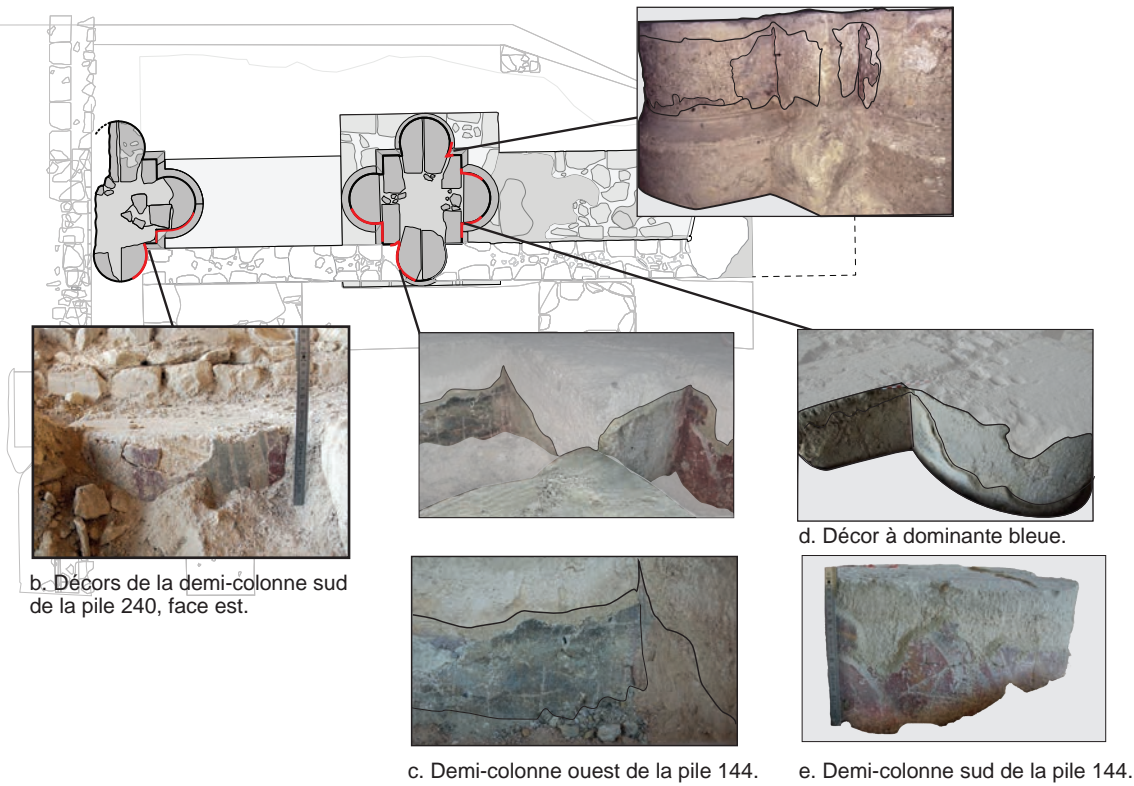 b. Décors de la demi-colonne sud
de la pile 240, face est.
d. Décor à dominante bleue.
c. Demi-colonne ouest de la pile 144.
e. Demi-colonne sud de la pile 144.